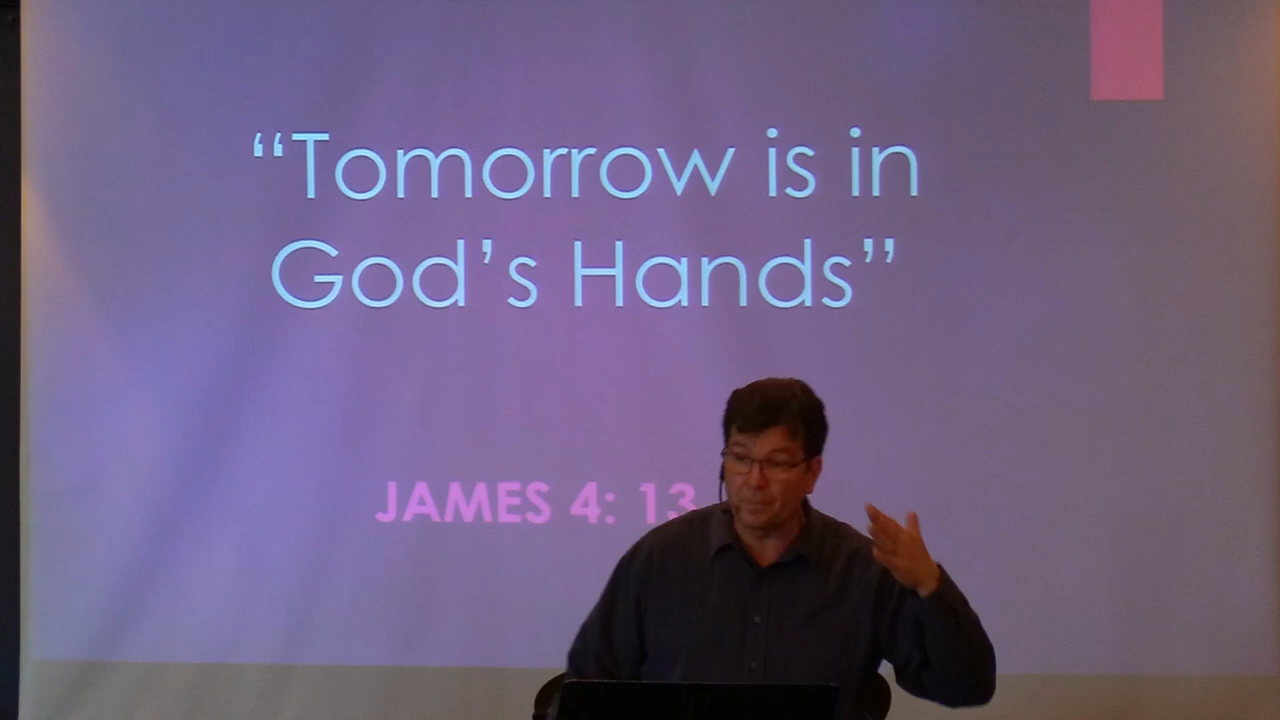 “Tomorrow is in
God’s Hands”
JAMES 4: 13